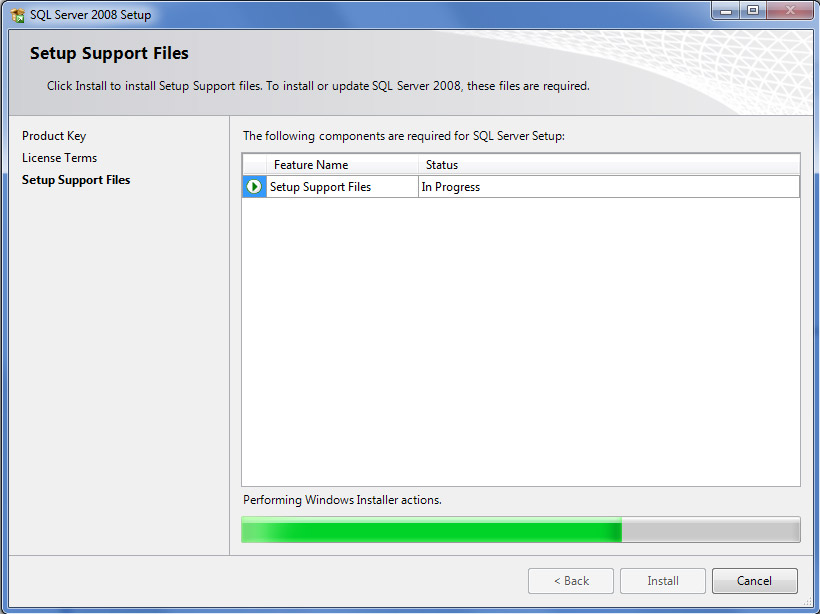 SQL Server 2008 Setup
Setup Support Files
Click Install to install Setup Support files. To install or update SQL Server 2008, these files are required.
Product Key
License Terms
Setup Support Files
The following components are required for SQL Server Setup:
Feature Name Status
Setup Support Files In Progress
Performing Windows Installer actions.
< Back Install Cancel